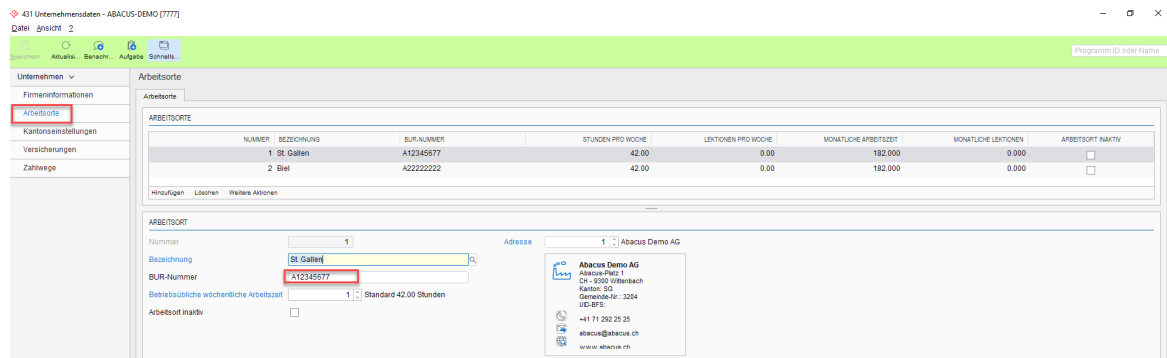 431 Unternehmensdaten - ABACUS-DEMO [7777]
Datei Ansicht ?
Speichern Aktualisi... Benachr... Aufgabe Schnells...
Programm ID oder Name
Unternehmen
Firmeninformationen
Arbeitsorte
Kantonseinstellungen
Versicherungen
Zahlwege
Arbeitsorte
Arbeitsorte
ARBEITSORTE
NUMMER BEZEICHNUNG BUR-NUMMER STUNDEN PRO WOCHE LEKTIONEN PRO WOCHE MONATLICHE ARBEITSZEIT MONATLICHE LEKTIONEN ARBEITSORT INAKTIV
1 St. Gallen A12345677 42.00 0.00 182.000 0.000
2 Biel A22222222 42.00 0.00 182.000 0.000
Hinzufügen Löschen Weitere Aktionen
ARBEITSORT
Nummer 1
Bezeichnung St. Gallen
BUR-Nummer A12345677
Betriebsübliche wöchentliche Arbeitszeit 1 Standard 42.00 Stunden
Arbeitsort inaktiv
Adresse 1 Abacus Demo AG
Abacus Demo AG
Abacus-Platz 1
CH - 9300 Wittenbach
Kanton: SG
Gemeinde-Nr.: 3204
UID-BFS:
+41 71 292 25 25
abacus@abacus.ch
www.abacus.ch